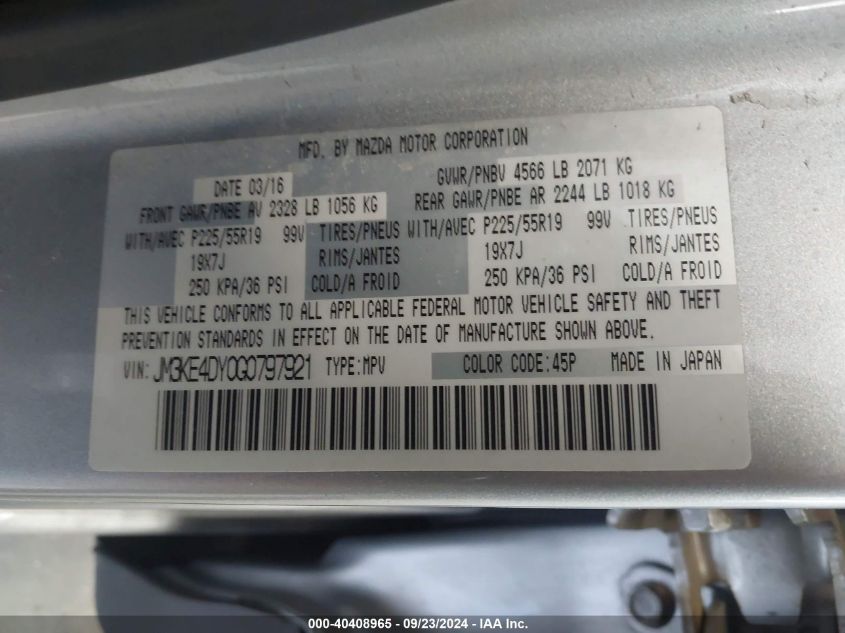 MFD. BY MAZDA MOTOR CORPORATION
DATE 03/16 GVWR/PNBV 4566 LB 2071 KG
FRONT GAWR/PNBE AV 2328 LB 1056 KG REAR GAWR/PNBE AR 2244 LB 1018 KG
WITH/AVEC P225/55R19 99V TIRES/PNEUS WITH/AVEC P225/55R19 99V TIRES/PNEUS
19X7J RIMS/JANTES 19X7J RIMS/JANTES
250 KPA/36 PSI COLD/A FROID 250 KPA/36 PSI COLD/A FROID
THIS VEHICLE CONFORMS TO ALL APPLICABLE FEDERAL MOTOR VEHICLE SAFETY AND THEFT
PREVENTION STANDARDS IN EFFECT ON THE DATE OF MANUFACTURE SHOWN ABOVE.
VIN: JM3KE4DY0G0797921 TYPE:MPV COLOR CODE:45P MADE IN JAPAN
000-40408965 - 09/23/2024 - IAA Inc.